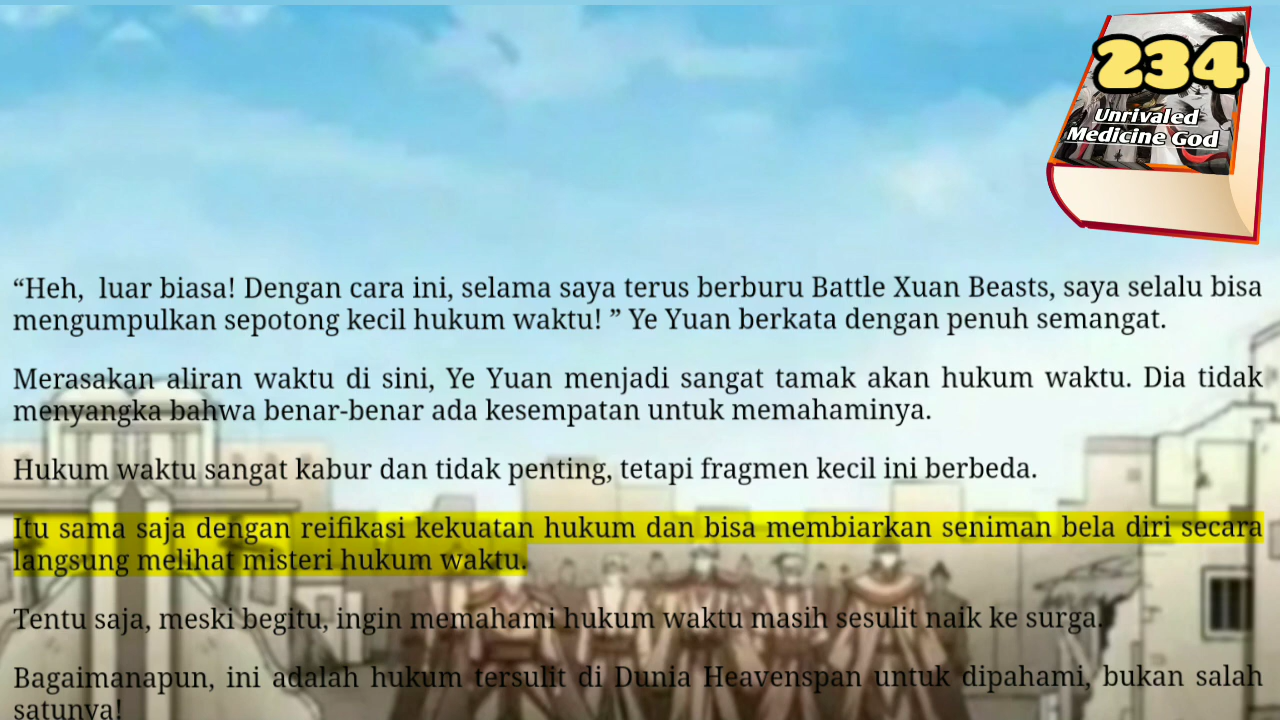 234
Unrivaled
Medicine God
“Heh,  luar biasa! Dengan cara ini, selama saya terus berburu Battle Xuan Beasts, saya selalu bisa
mengumpulkan sepotong kecil hukum waktu! ” Ye Yuan berkata dengan penuh semangat.
Merasakan aliran waktu di sini, Ye Yuan menjadi sangat tamak akan hukum waktu. Dia tidak
menyangka bahwa benar-benar ada kesempatan untuk memahaminya.
Hukum waktu sangat kabur dan tidak penting, tetapi fragmen kecil ini berbeda.
Itu sama saja dengan reifikasi kekuatan hukum dan bisa membiarkan seniman bela diri secara
langsung melihat misteri hukum waktu.
Tentu saja, meski begitu, ingin memahami hukum waktu masih sesulit naik ke surga.
Bagaimanapun, ini adalah hukum tersulit di Dunia Heavenspan untuk dipahami, bukan salah
satunya!